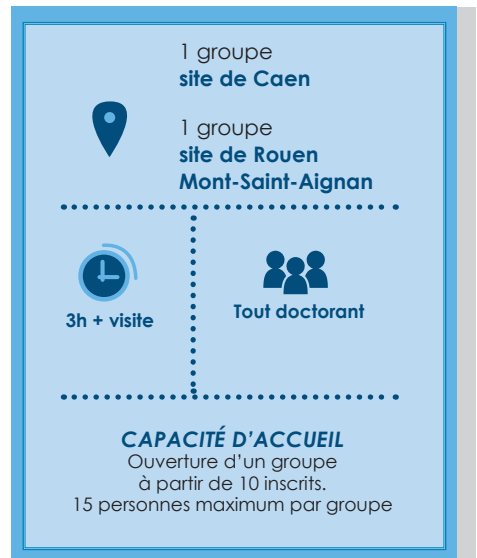 1 groupe
site de Caen
1 groupe
site de Rouen
Mont-Saint-Aignan
3h + visite
Tout doctorant
CAPACITÉ D’ACCUEIL
Ouverture d’un groupe
à partir de 10 inscrits.
15 personnes maximum par groupe